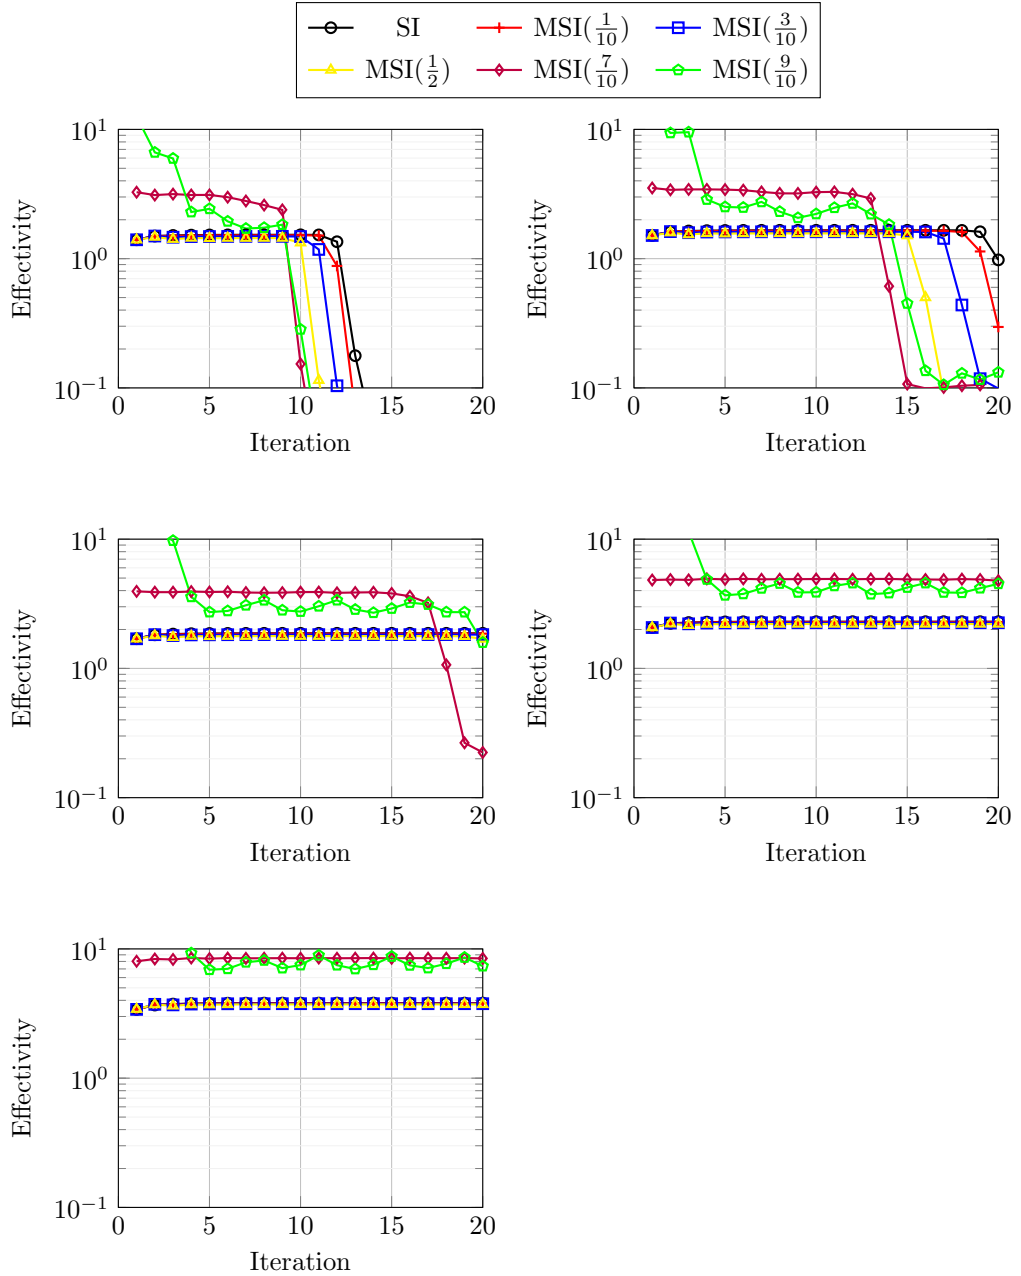 SI MSI(1/10) MSI(3/10)
MSI(1/2) MSI(7/10) MSI(9/10)
10^1 10^1
10^0 10^0
10^−1 10^−1
Effectivity Effectivity
0 5 10 15 20 0 5 10 15 20
Iteration Iteration
10^1 10^1
10^0 10^0
10^−1 10^−1
Effectivity Effectivity
0 5 10 15 20 0 5 10 15 20
Iteration Iteration
10^1
10^0
10^−1
Effectivity
0 5 10 15 20
Iteration